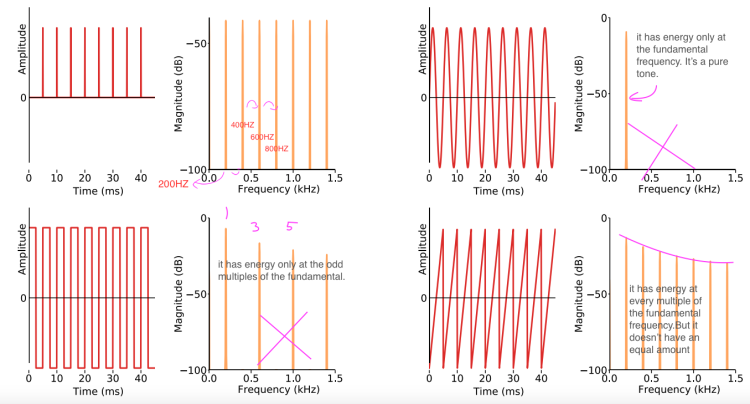 Amplitude
0
0 10 20 30 40
Time (ms)
Magnitude (dB)
−50
−100
400HZ
600HZ
800HZ
200HZ
0.0 0.5 1.0 1.5
Frequency (kHz)
Amplitude
0
0 10 20 30 40
Time (ms)
Magnitude (dB)
0
−50
−100
it has energy only at
the fundamental
frequency. It's a pure
tone.
0.0 0.5 1.0 1.5
Frequency (kHz)
Amplitude
0
0 10 20 30 40
Time (ms)
Magnitude (dB)
0
−50
−100
1 3 5
it has energy only at the odd
multiples of the fundamental.
0.0 0.5 1.0 1.5
Frequency (kHz)
Amplitude
0
0 10 20 30 40
Time (ms)
Magnitude (dB)
0
−50
−100
it has energy at
every multiple of
the fundamental
frequency.But it
doesn't have an
equal amount
0.0 0.5 1.0 1.5
Frequency (kHz)